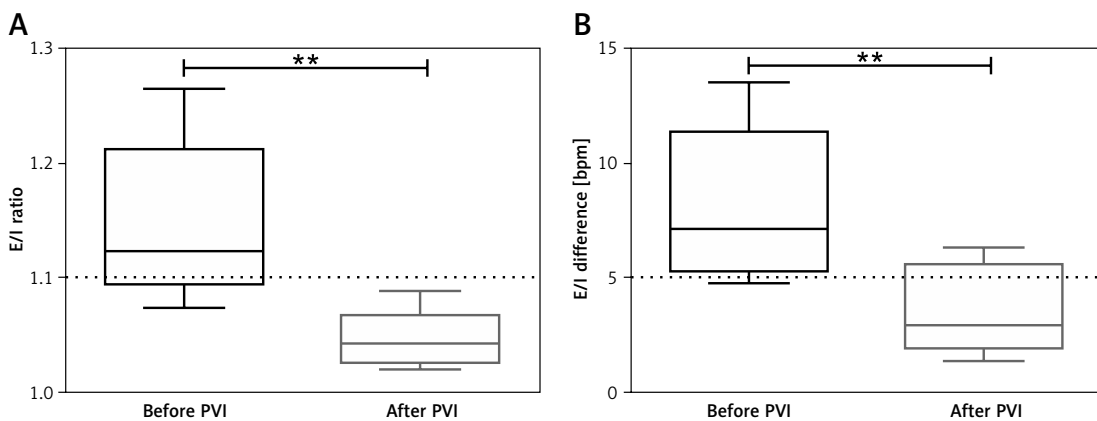 A
1.3
1.2
1.1
1.0
E/I ratio
**
Before PVI
After PVI
B
15
10
5
0
E/I difference [bpm]
**
Before PVI
After PVI